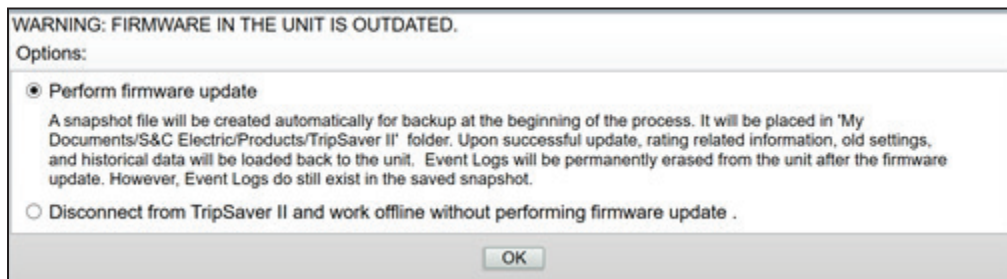 WARNING: FIRMWARE IN THE UNIT IS OUTDATED.
Options:
Perform firmware update
A snapshot file will be created automatically for backup at the beginning of the process. It will be placed in 'My
Documents/S&C Electric/Products/TripSaver II' folder. Upon successful update, rating related information, old settings,
and historical data will be loaded back to the unit. Event Logs will be permanently erased from the unit after the firmware
update. However, Event Logs do still exist in the saved snapshot.
Disconnect from TripSaver II and work offline without performing firmware update .
OK